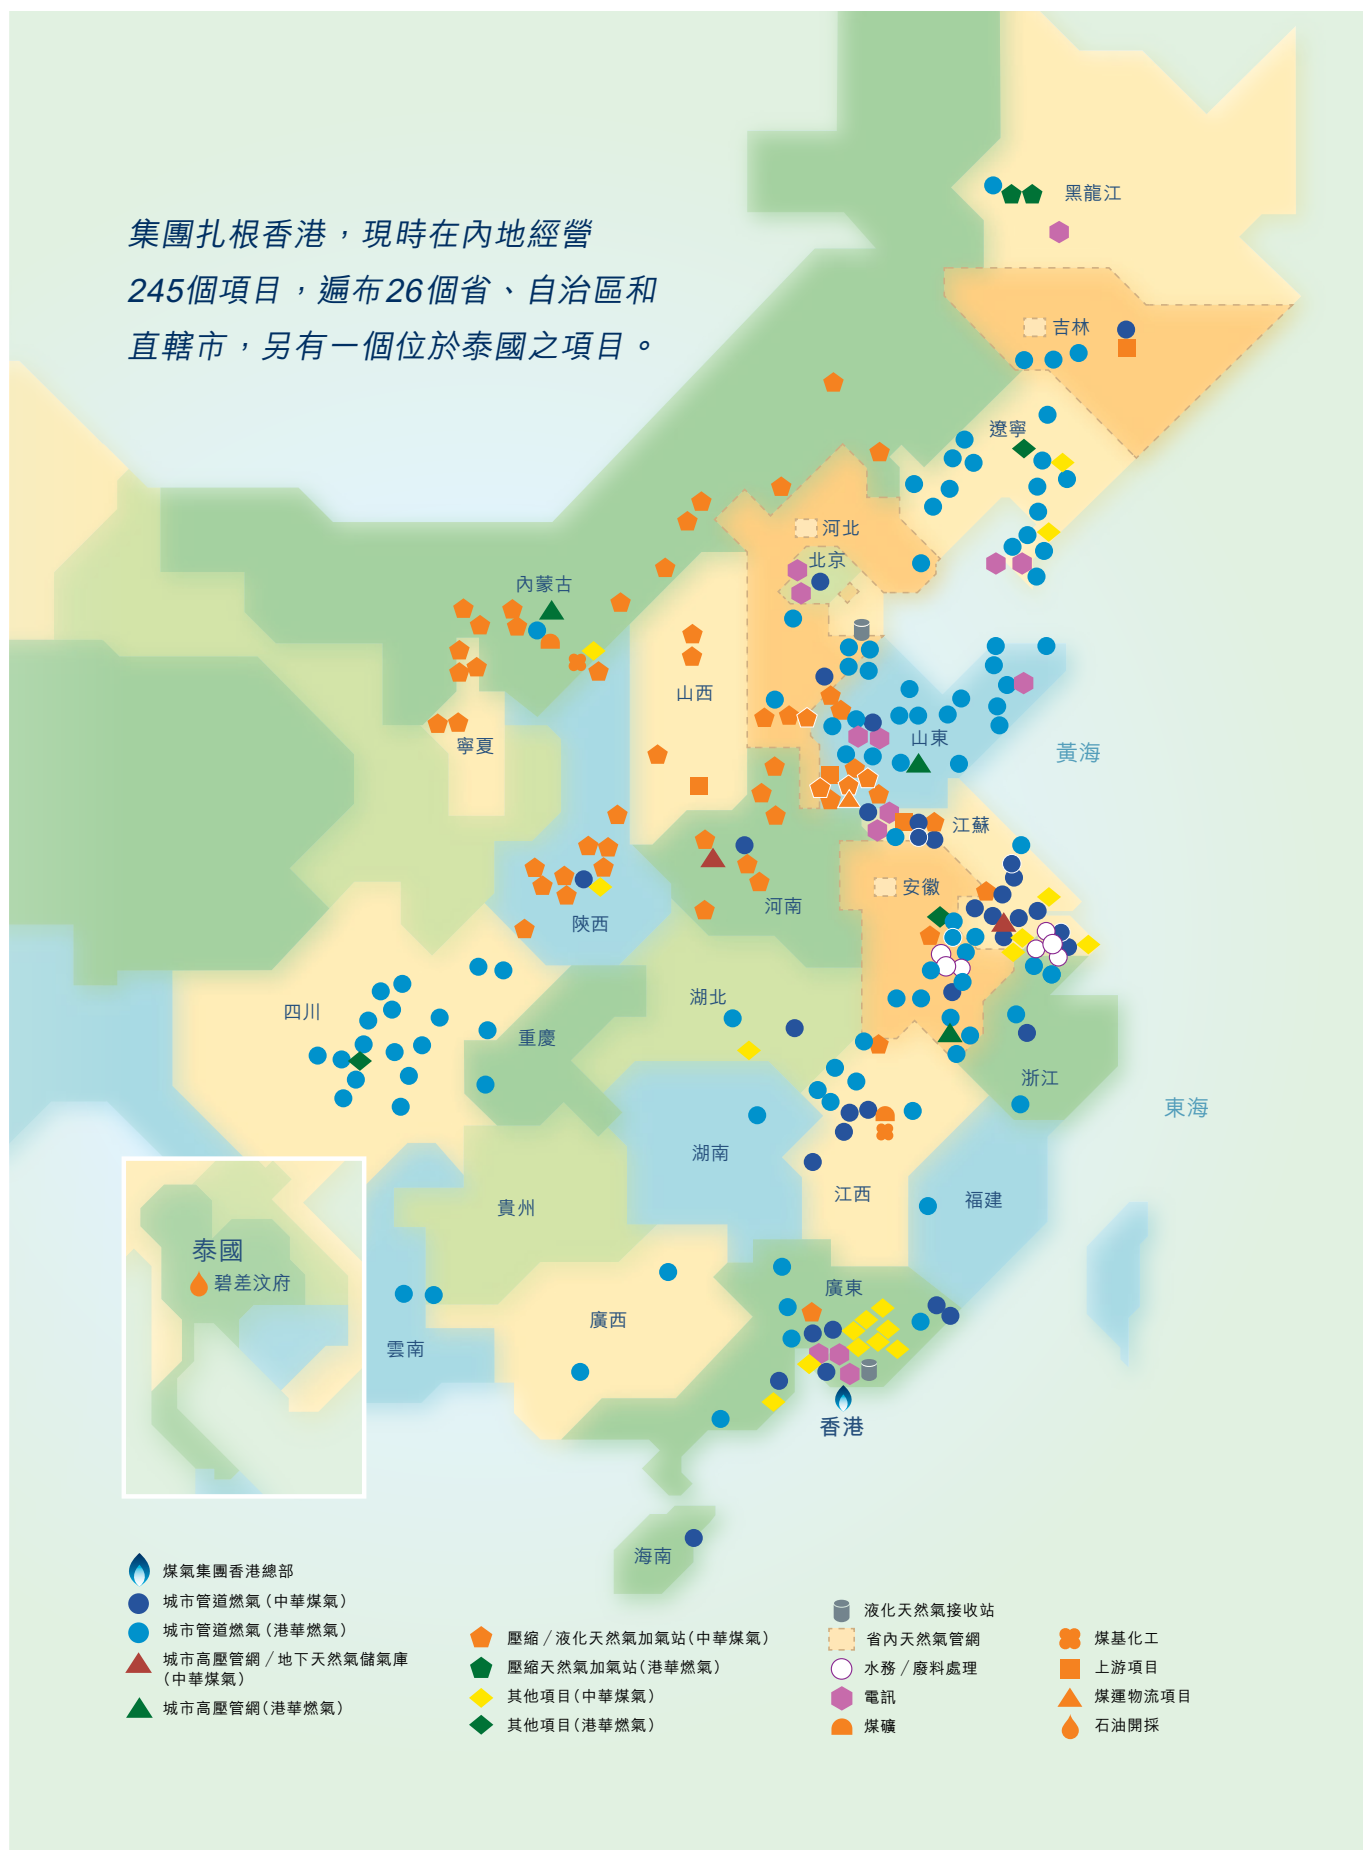 集團扎根香港，現時在內地經營
245個項目，遍布26個省、自治區和
直轄市，另有一個位於泰國之項目。
黑龍江
吉林
遼寧
河北
北京
內蒙古
山西
寧夏
山東
黃海
江蘇
安徽
河南
陝西
湖北
四川
重慶
浙江
東海
湖南
江西
福建
貴州
泰國
碧差汶府
廣東
廣西
雲南
香港
海南
煤氣集團香港總部
城市管道燃氣（中華煤氣）
城市管道燃氣（港華燃氣）
城市高壓管網／地下天然氣儲氣庫
（中華煤氣）
城市高壓管網（港華燃氣）
壓縮／液化天然氣加氣站（中華煤氣）
壓縮天然氣加氣站（港華燃氣）
其他項目（中華煤氣）
其他項目（港華燃氣）
液化天然氣接收站
省內天然氣管網
水務／廢料處理
電訊
煤礦
煤基化工
上游項目
煤運物流項目
石油開採